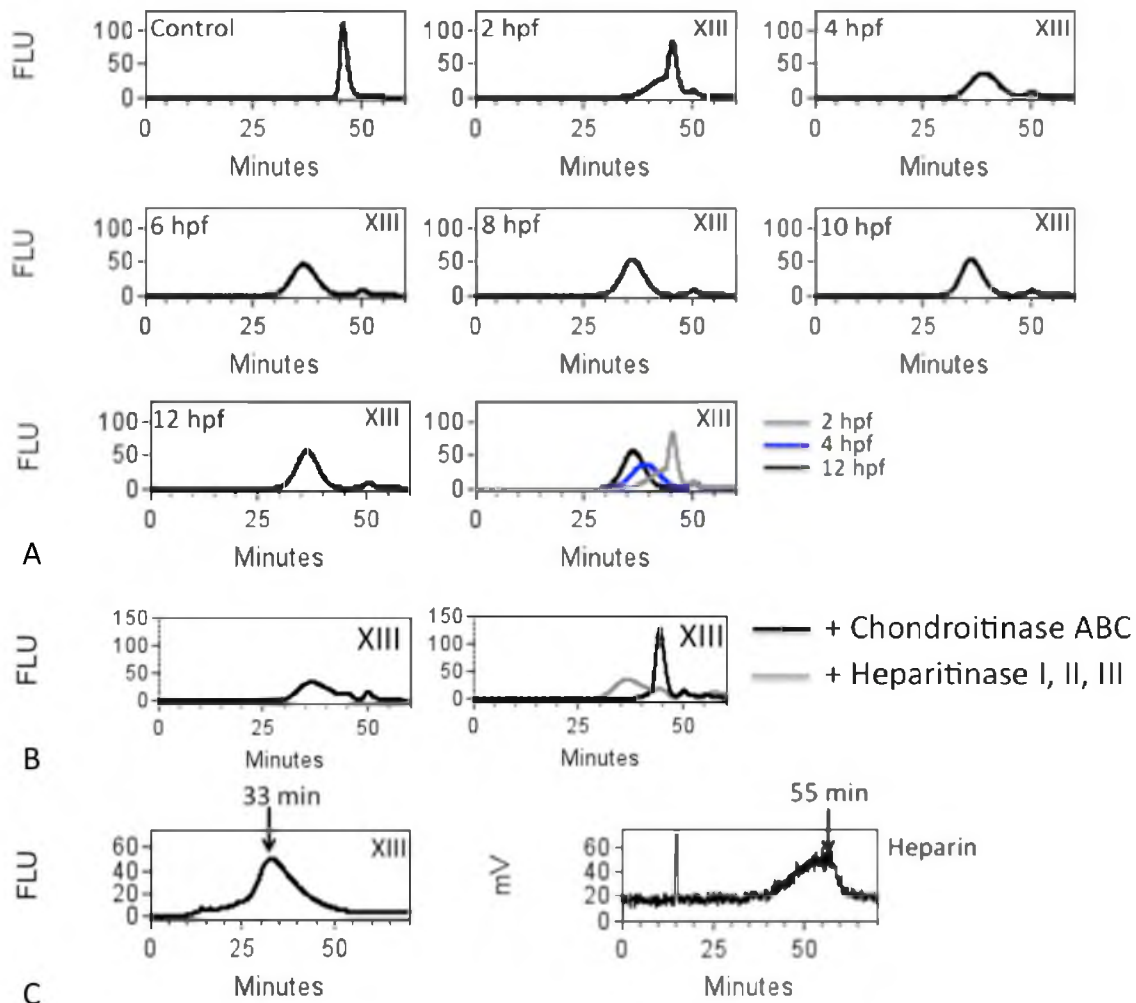 FLU
Control
100
50
0
0 25 50
Minutes
2 hpf XIII
100
50
0
0 25 50
Minutes
4 hpf XIII
100
50
0
0 25 50
Minutes
FLU
6 hpf XIII
100
50
0
0 25 50
Minutes
8 hpf XIII
100
50
0
0 25 50
Minutes
10 hpf XIII
100
50
0
0 25 50
Minutes
FLU
12 hpf XIII
100
50
0
0 25 50
Minutes
XIII
100
50
0
0 25 50
Minutes
2 hpf
4 hpf
12 hpf
A
FLU
XIII
150
100
50
0
0 25 50
Minutes
XIII
150
100
50
0
0 25 50
Minutes
+ Chondroitinase ABC
+ Heparitinase I, II, III
B
33 min
FLU
XIII
60
40
20
0
0 25 50
Minutes
55 min
mV
Heparin
60
40
20
0
0 25 50
Minutes
C